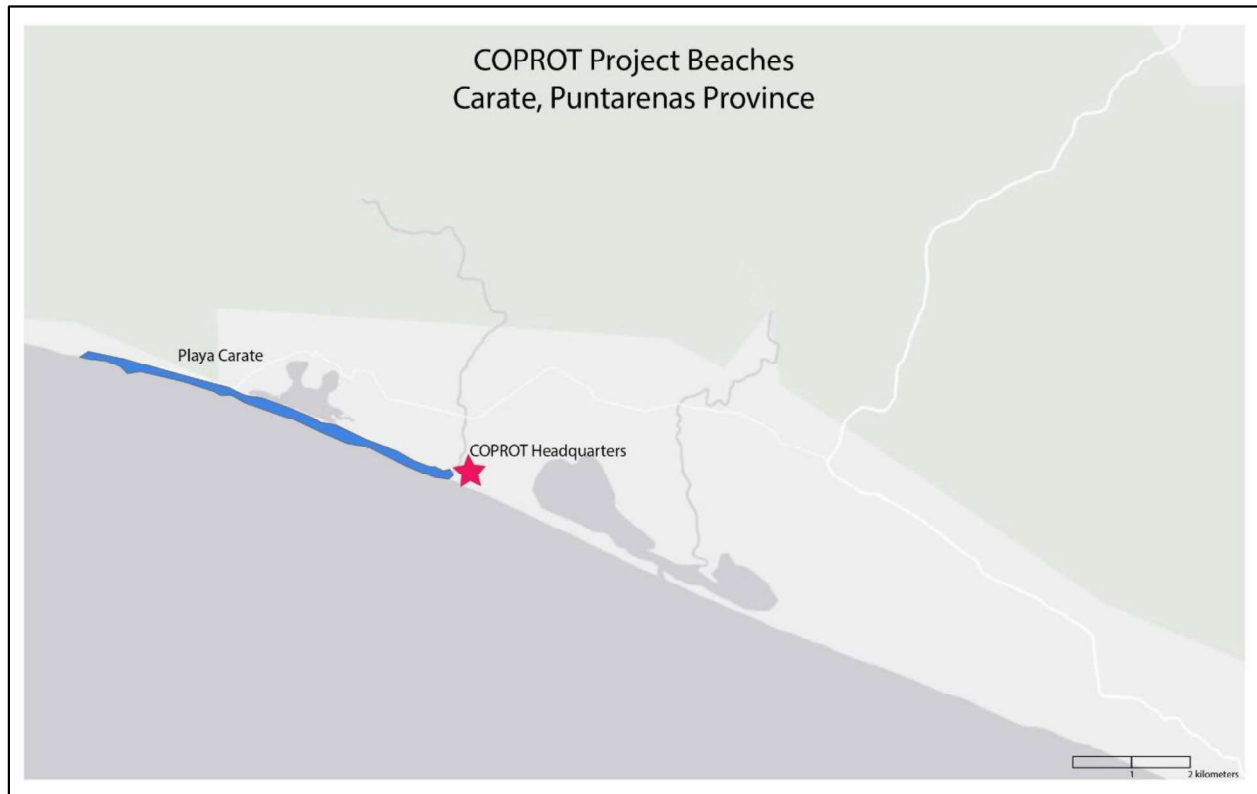 COPROT Project Beaches
Carate, Puntarenas Province
Playa Carate
COPROT Headquarters
1
2 kilometers